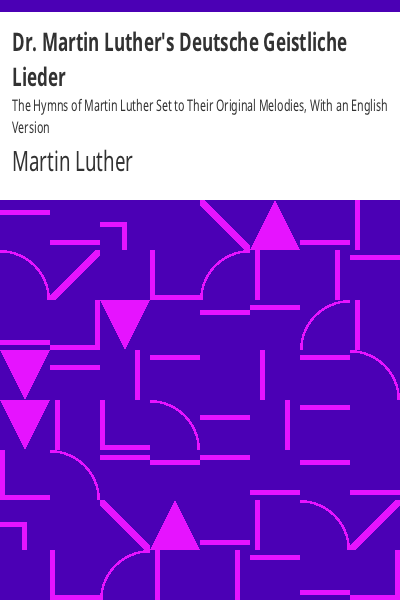 Dr. Martin Luther's Deutsche Geistliche
Lieder
The Hymns of Martin Luther Set to Their Original Melodies, With an English
Version
Martin Luther